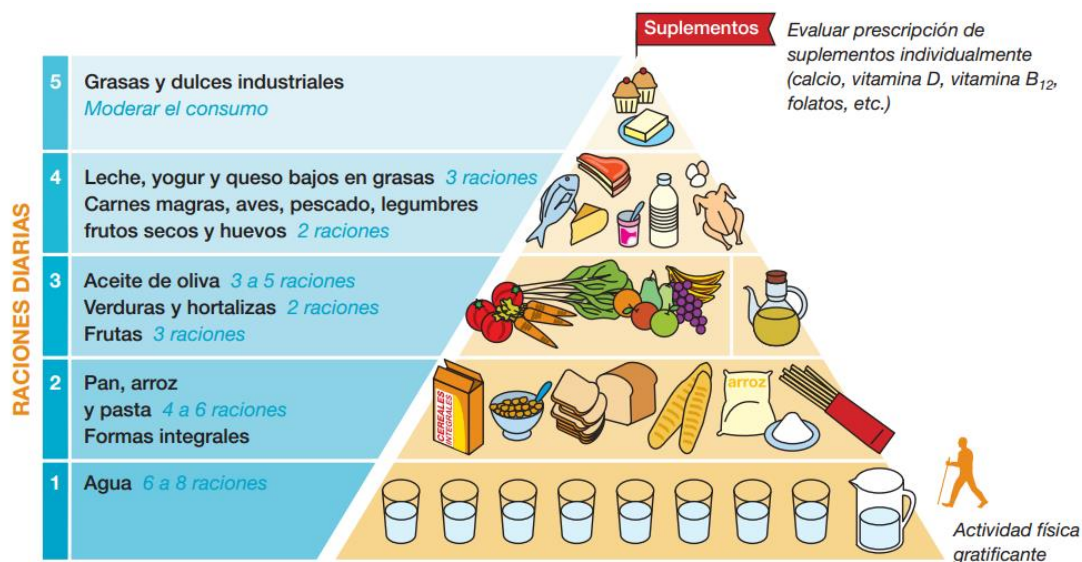 Suplementos
Evaluar prescripción de
suplementos individualmente
(calcio, vitamina D, vitamina B12,
folatos, etc.)
RACIONES DIARIAS
5
Grasas y dulces industriales
Moderar el consumo
4
Leche, yogur y queso bajos en grasas 3 raciones
Carnes magras, aves, pescado, legumbres
frutos secos y huevos 2 raciones
3
Aceite de oliva 3 a 5 raciones
Verduras y hortalizas 2 raciones
Frutas 3 raciones
2
Pan, arroz
y pasta 4 a 6 raciones
Formas integrales
CEREALES
INTEGRALES
arroz
1
Agua 6 a 8 raciones
Actividad física
gratificante